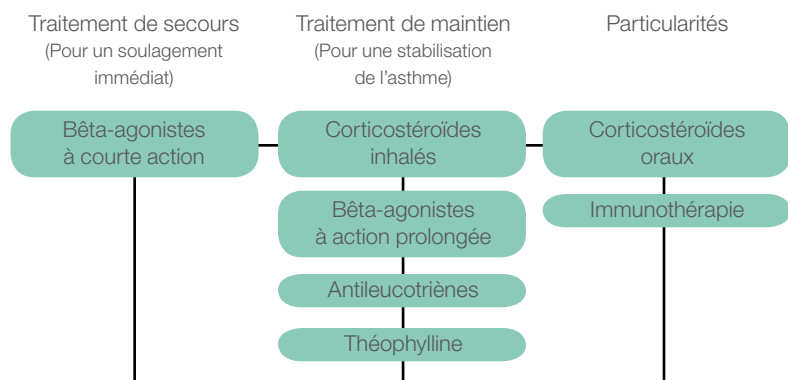 Traitement de secours
(Pour un soulagement
immédiat)
Traitement de maintien
(Pour une stabilisation
de l’asthme)
Particularités
Bêta-agonistes
à courte action
Corticostéroïdes
inhalés
Corticostéroïdes
oraux
Bêta-agonistes
à action prolongée
Immunothérapie
Antileucotriènes
Théophylline